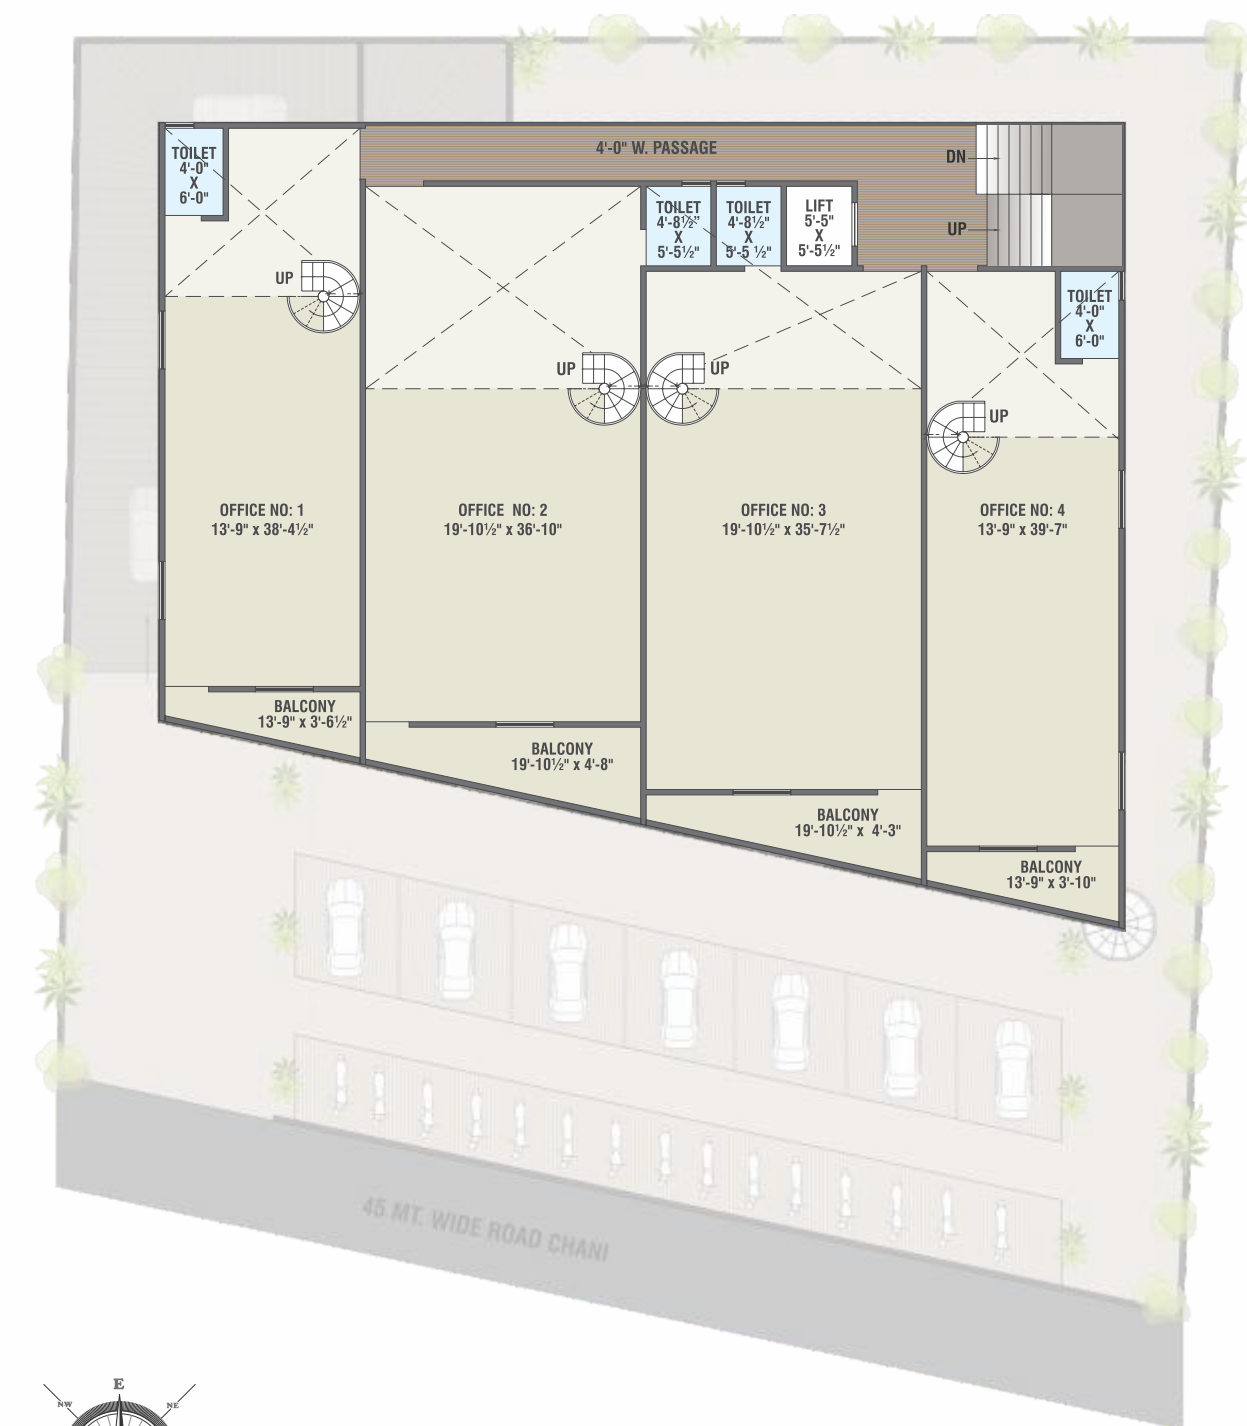 4'-0" W. PASSAGE
DN
UP
TOILET
4'-0"
X
6'-0"
TOILET
4'-8½"
X
5'-5½"
TOILET
4'-8½"
X
5'-5 ½"
LIFT
5'-5"
X
5'-5½"
TOILET
4'-0"
X
6'-0"
UP
UP
UP
UP
OFFICE NO: 1
13'-9" x 38'-4½"
OFFICE NO: 2
19'-10½" x 36'-10"
OFFICE NO: 3
19'-10½" x 35'-7½"
OFFICE NO: 4
13'-9" x 39'-7"
BALCONY
13'-9" x 3'-6½"
BALCONY
19'-10½" x 4'-8"
BALCONY
19'-10½" x 4'-3"
BALCONY
13'-9" x 3'-10"
45 MT. WIDE ROAD CHANI
E
NW
NE